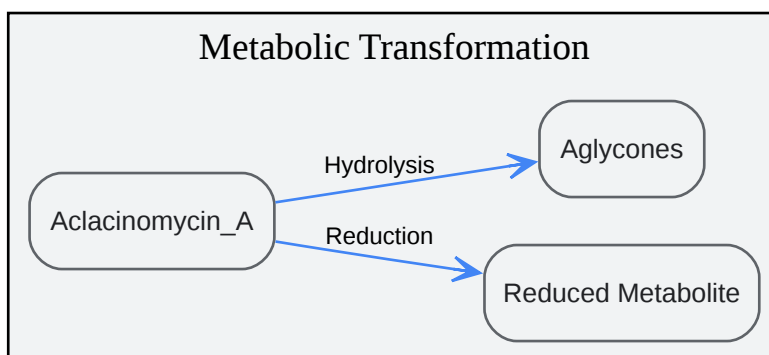 Metabolic Transformation
Aclacinomycin_A
Hydrolysis
Aglycones
Reduction
Reduced Metabolite